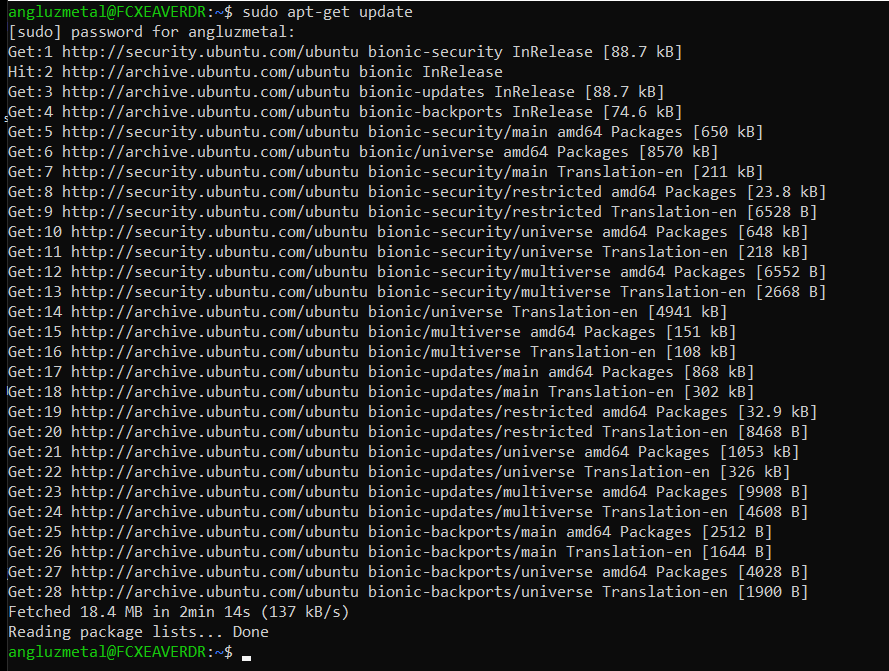 angluzmetal@FCXEAVERDR:~$ sudo apt-get update
[sudo] password for angluzmetal:
Get:1 http://security.ubuntu.com/ubuntu bionic-security InRelease [88.7 kB]
Hit:2 http://archive.ubuntu.com/ubuntu bionic InRelease
Get:3 http://archive.ubuntu.com/ubuntu bionic-updates InRelease [88.7 kB]
Get:4 http://archive.ubuntu.com/ubuntu bionic-backports InRelease [74.6 kB]
Get:5 http://security.ubuntu.com/ubuntu bionic-security/main amd64 Packages [650 kB]
Get:6 http://archive.ubuntu.com/ubuntu bionic/universe amd64 Packages [8570 kB]
Get:7 http://security.ubuntu.com/ubuntu bionic-security/main Translation-en [211 kB]
Get:8 http://security.ubuntu.com/ubuntu bionic-security/restricted amd64 Packages [23.8 kB]
Get:9 http://security.ubuntu.com/ubuntu bionic-security/restricted Translation-en [6528 B]
Get:10 http://security.ubuntu.com/ubuntu bionic-security/universe amd64 Packages [648 kB]
Get:11 http://security.ubuntu.com/ubuntu bionic-security/universe Translation-en [218 kB]
Get:12 http://security.ubuntu.com/ubuntu bionic-security/multiverse amd64 Packages [6552 B]
Get:13 http://security.ubuntu.com/ubuntu bionic-security/multiverse Translation-en [2668 B]
Get:14 http://archive.ubuntu.com/ubuntu bionic/universe Translation-en [4941 kB]
Get:15 http://archive.ubuntu.com/ubuntu bionic/multiverse amd64 Packages [151 kB]
Get:16 http://archive.ubuntu.com/ubuntu bionic/multiverse Translation-en [108 kB]
Get:17 http://archive.ubuntu.com/ubuntu bionic-updates/main amd64 Packages [868 kB]
Get:18 http://archive.ubuntu.com/ubuntu bionic-updates/main Translation-en [302 kB]
Get:19 http://archive.ubuntu.com/ubuntu bionic-updates/restricted amd64 Packages [32.9 kB]
Get:20 http://archive.ubuntu.com/ubuntu bionic-updates/restricted Translation-en [8468 B]
Get:21 http://archive.ubuntu.com/ubuntu bionic-updates/universe amd64 Packages [1053 kB]
Get:22 http://archive.ubuntu.com/ubuntu bionic-updates/universe Translation-en [326 kB]
Get:23 http://archive.ubuntu.com/ubuntu bionic-updates/multiverse amd64 Packages [9908 B]
Get:24 http://archive.ubuntu.com/ubuntu bionic-updates/multiverse Translation-en [4608 B]
Get:25 http://archive.ubuntu.com/ubuntu bionic-backports/main amd64 Packages [2512 B]
Get:26 http://archive.ubuntu.com/ubuntu bionic-backports/main Translation-en [1644 B]
Get:27 http://archive.ubuntu.com/ubuntu bionic-backports/universe amd64 Packages [4028 B]
Get:28 http://archive.ubuntu.com/ubuntu bionic-backports/universe Translation-en [1900 B]
Fetched 18.4 MB in 2min 14s (137 kB/s)
Reading package lists... Done
angluzmetal@FCXEAVERDR:~$